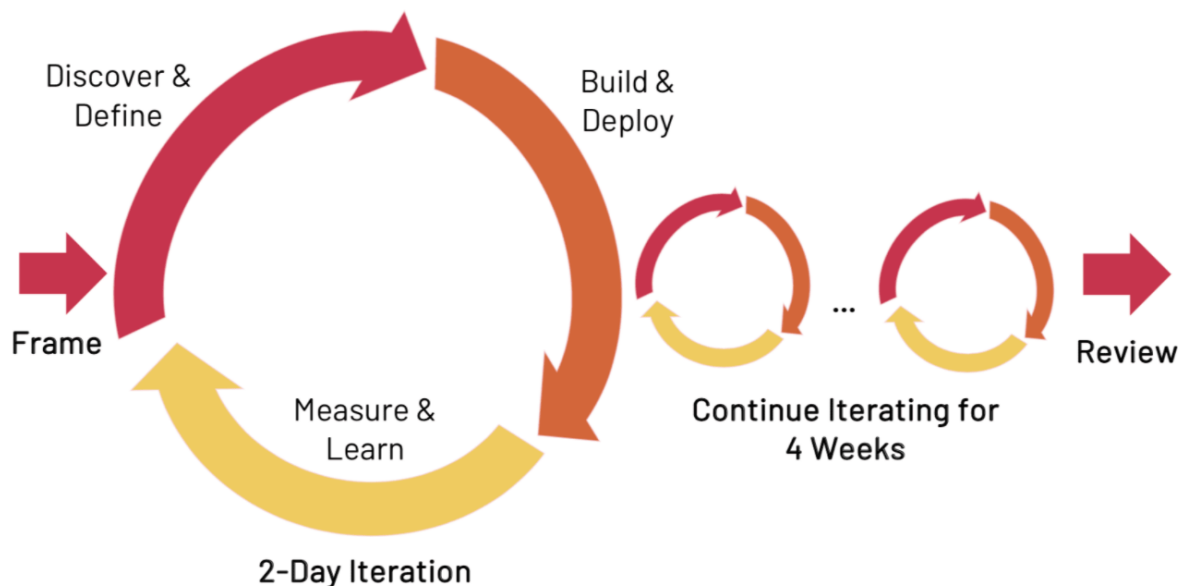 Discover &
Define
Build &
Deploy
Frame
Measure &
Learn
2-Day Iteration
...
Continue Iterating for
4 Weeks
Review